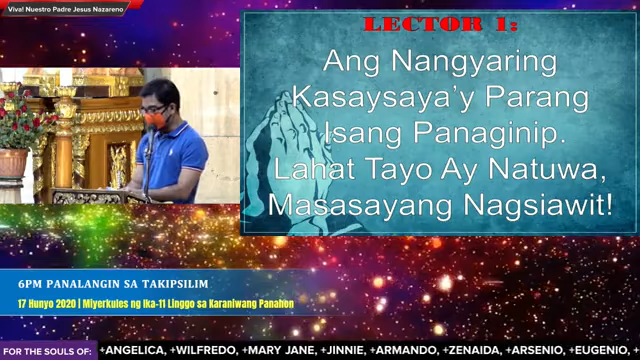 Viva! Nuestro Padre Jesus Nazareno
LECTOR 1:
Ang Nangyaring
Kasaysaya’y Parang
Isang Panaginip.
Lahat Tayo Ay Natuwa,
Masasayang Nagsiawit!
6PM PANALANGIN SA TAKIPSILIM
17 Hunyo 2020 | Miyerkules ng Ika-11 Linggo sa Karaniwang Panahon
FOR THE SOULS OF: +ANGELICA, +WILFREDO, +MARY JANE, +JINNIE, +ARMANDO, +ZENAIDA, +ARSENIO, +EUGENIO,